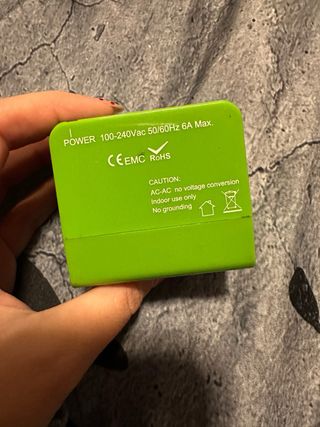 POWER 100-240Vac 50/60Hz 6A Max.
CE EMC RoHS
CAUTION:
AC-AC no voltage conversion
Indoor use only
No grounding